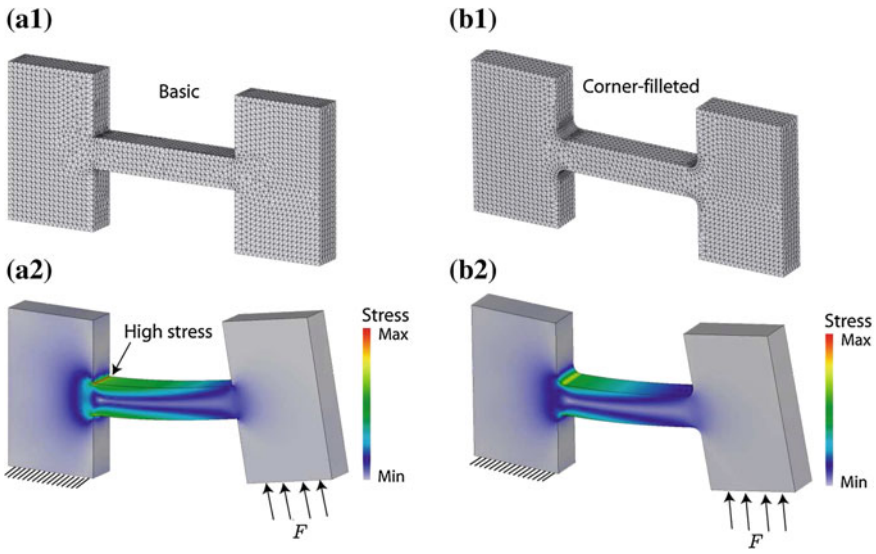 (a1)
Basic
(b1)
Corner-filleted
(a2)
High stress
Stress
Max
Min
F
(b2)
Stress
Max
Min
F